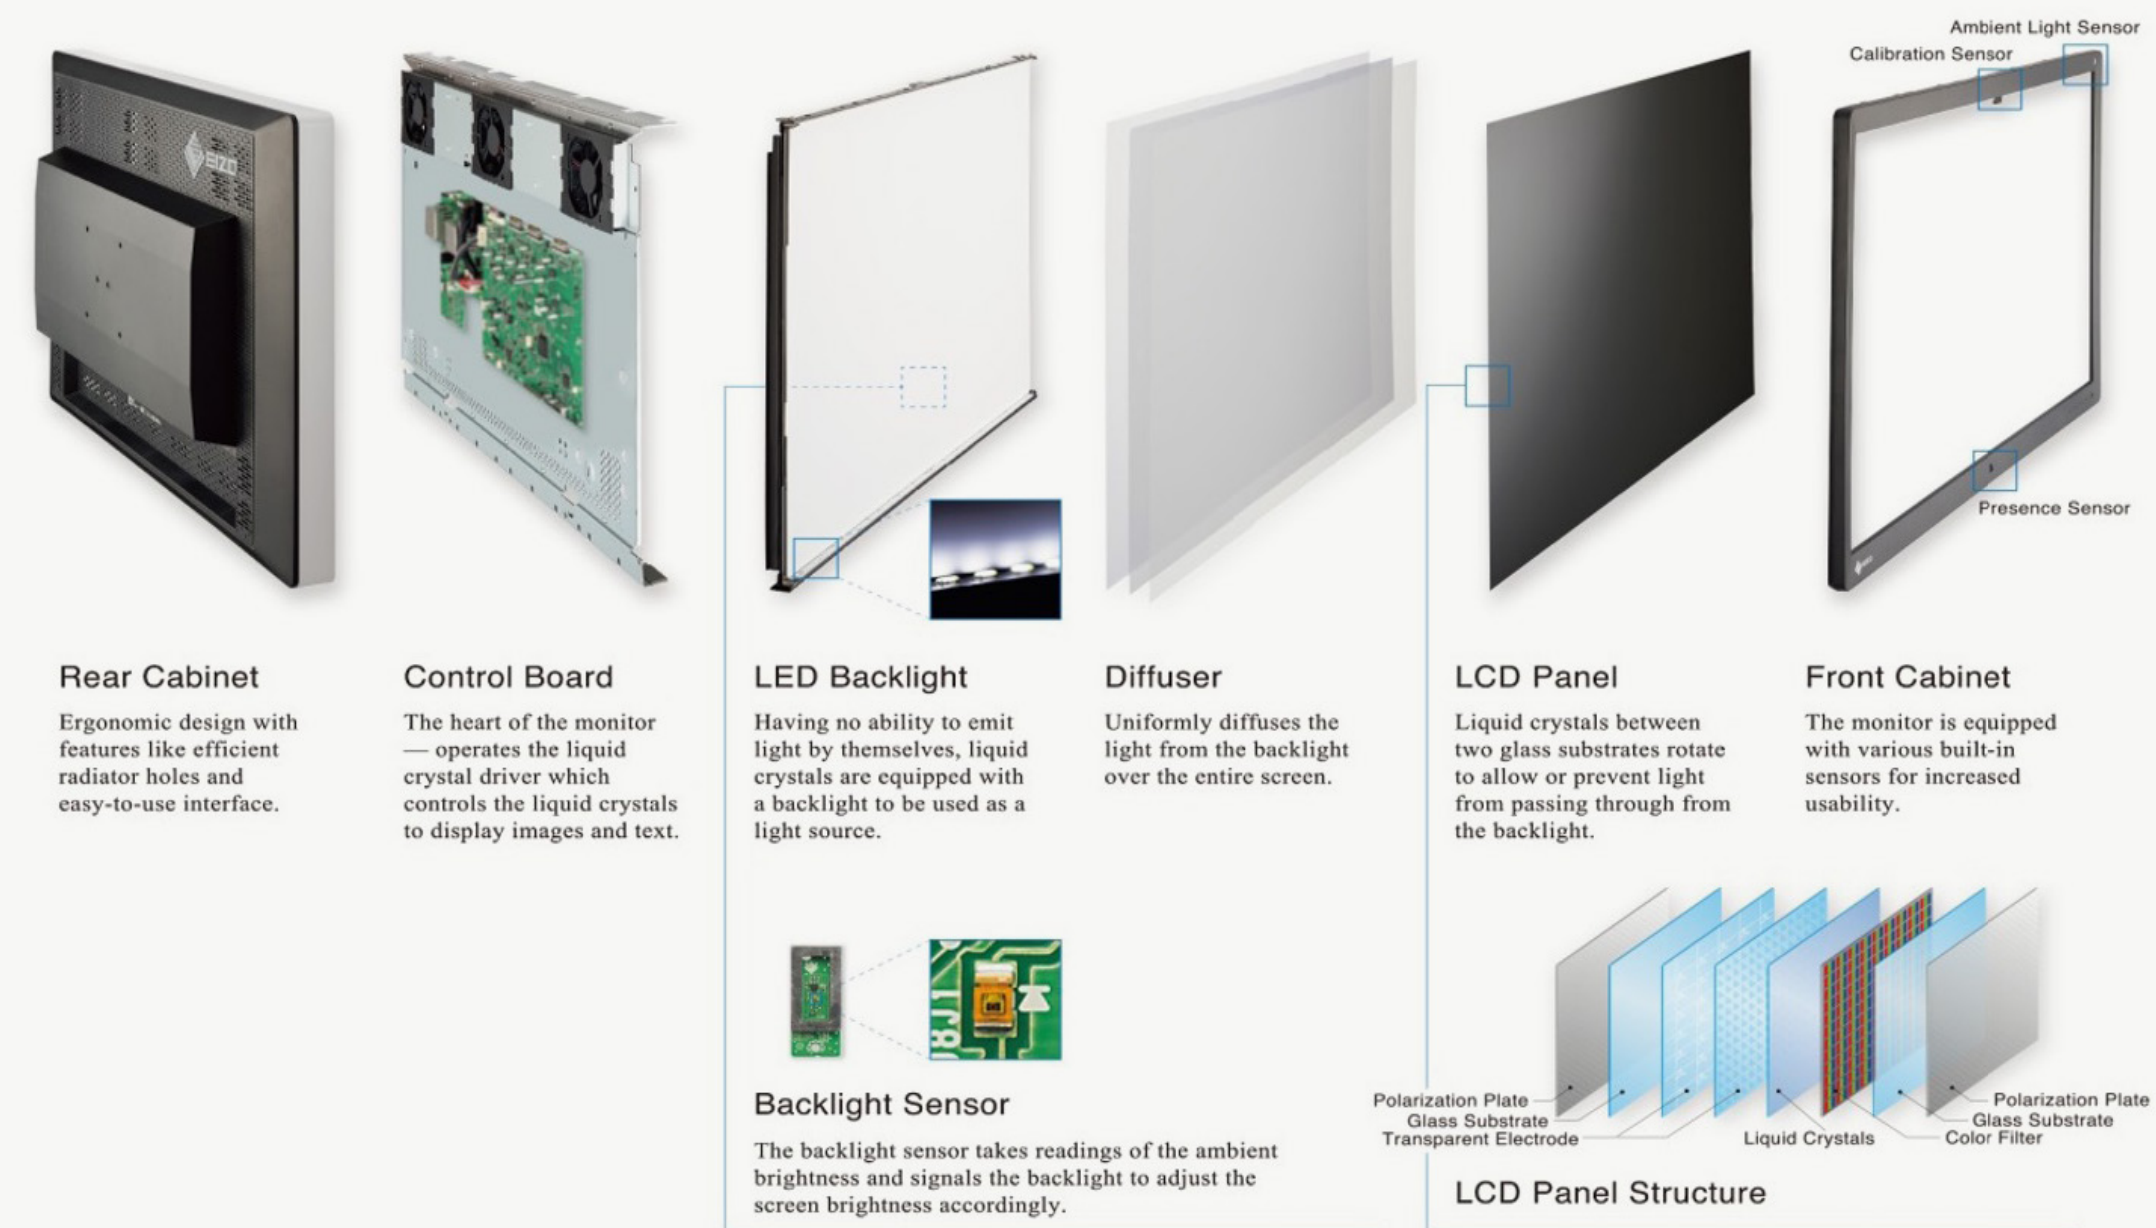 Ambient Light Sensor
Calibration Sensor
EIZO
Presence Sensor
Rear Cabinet
Ergonomic design with
features like efficient
radiator holes and
easy-to-use interface.
Control Board
The heart of the monitor
— operates the liquid
crystal driver which
controls the liquid crystals
to display images and text.
LED Backlight
Having no ability to emit
light by themselves, liquid
crystals are equipped with
a backlight to be used as a
light source.
Diffuser
Uniformly diffuses the
light from the backlight
over the entire screen.
LCD Panel
Liquid crystals between
two glass substrates rotate
to allow or prevent light
from passing through from
the backlight.
Front Cabinet
The monitor is equipped
with various built-in
sensors for increased
usability.
J8J1
Backlight Sensor
The backlight sensor takes readings of the ambient
brightness and signals the backlight to adjust the
screen brightness accordingly.
Polarization Plate
Glass Substrate
Transparent Electrode
Liquid Crystals
Polarization Plate
Glass Substrate
Color Filter
LCD Panel Structure